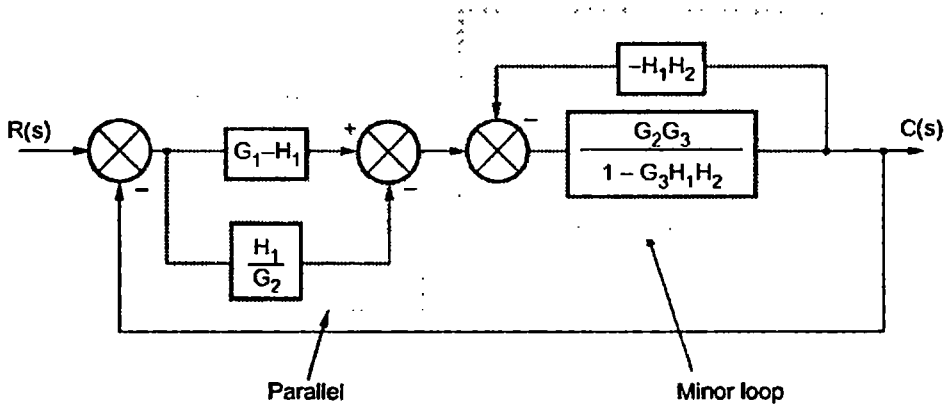 –H₁H₂
R(s)
+
–
G₁–H₁
–
–
G₂G₃
1 – G₃H₁H₂
C(s)
H₁
G₂
–
Parallel
Minor loop